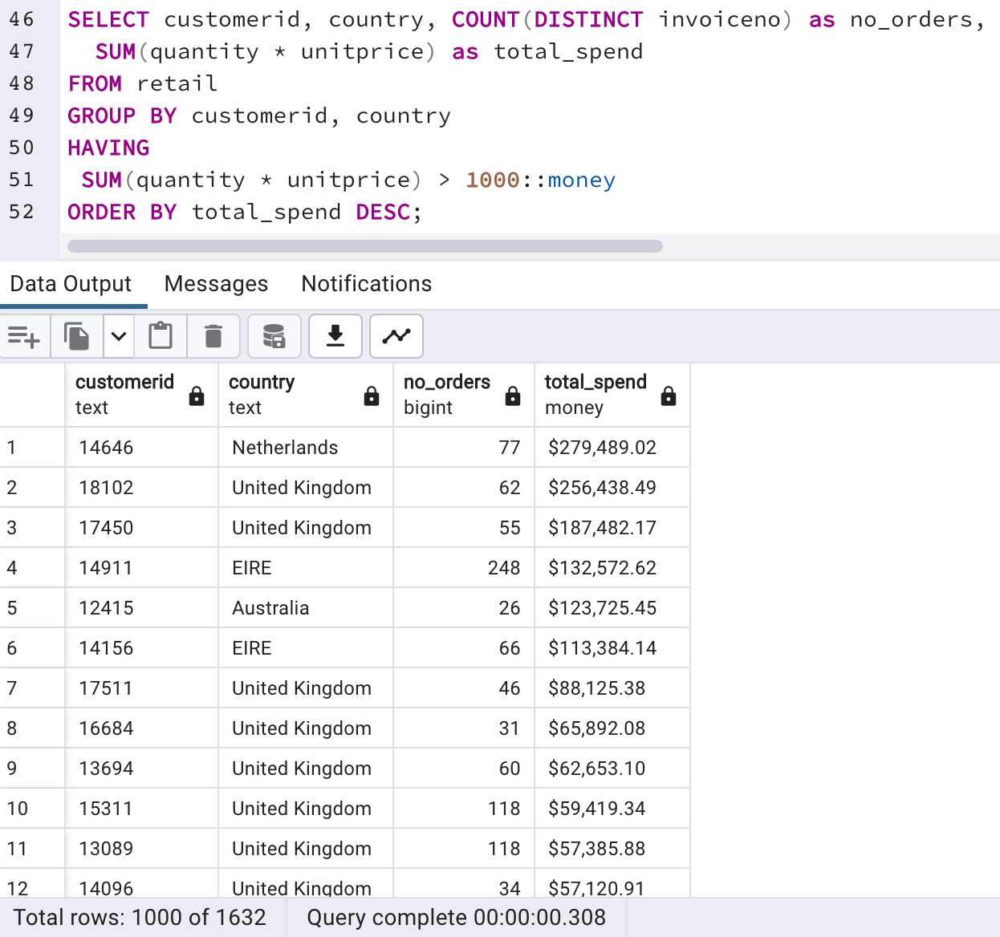 46 SELECT customerid, country, COUNT(DISTINCT invoiceno) as no_orders,
47 SUM(quantity * unitprice) as total_spend
48 FROM retail
49 GROUP BY customerid, country
50 HAVING
51 SUM(quantity * unitprice) > 1000::money
52 ORDER BY total_spend DESC;
Data Output Messages Notifications
customerid country no_orders total_spend
text text bigint money
1 14646 Netherlands 77 $279,489.02
2 18102 United Kingdom 62 $256,438.49
3 17450 United Kingdom 55 $187,482.17
4 14911 EIRE 248 $132,572.62
5 12415 Australia 26 $123,725.45
6 14156 EIRE 66 $113,384.14
7 17511 United Kingdom 46 $88,125.38
8 16684 United Kingdom 31 $65,892.08
9 13694 United Kingdom 60 $62,653.10
10 15311 United Kingdom 118 $59,419.34
11 13089 United Kingdom 118 $57,385.88
12 14096 United Kingdom 34 $57,120.91
Total rows: 1000 of 1632 Query complete 00:00:00.308